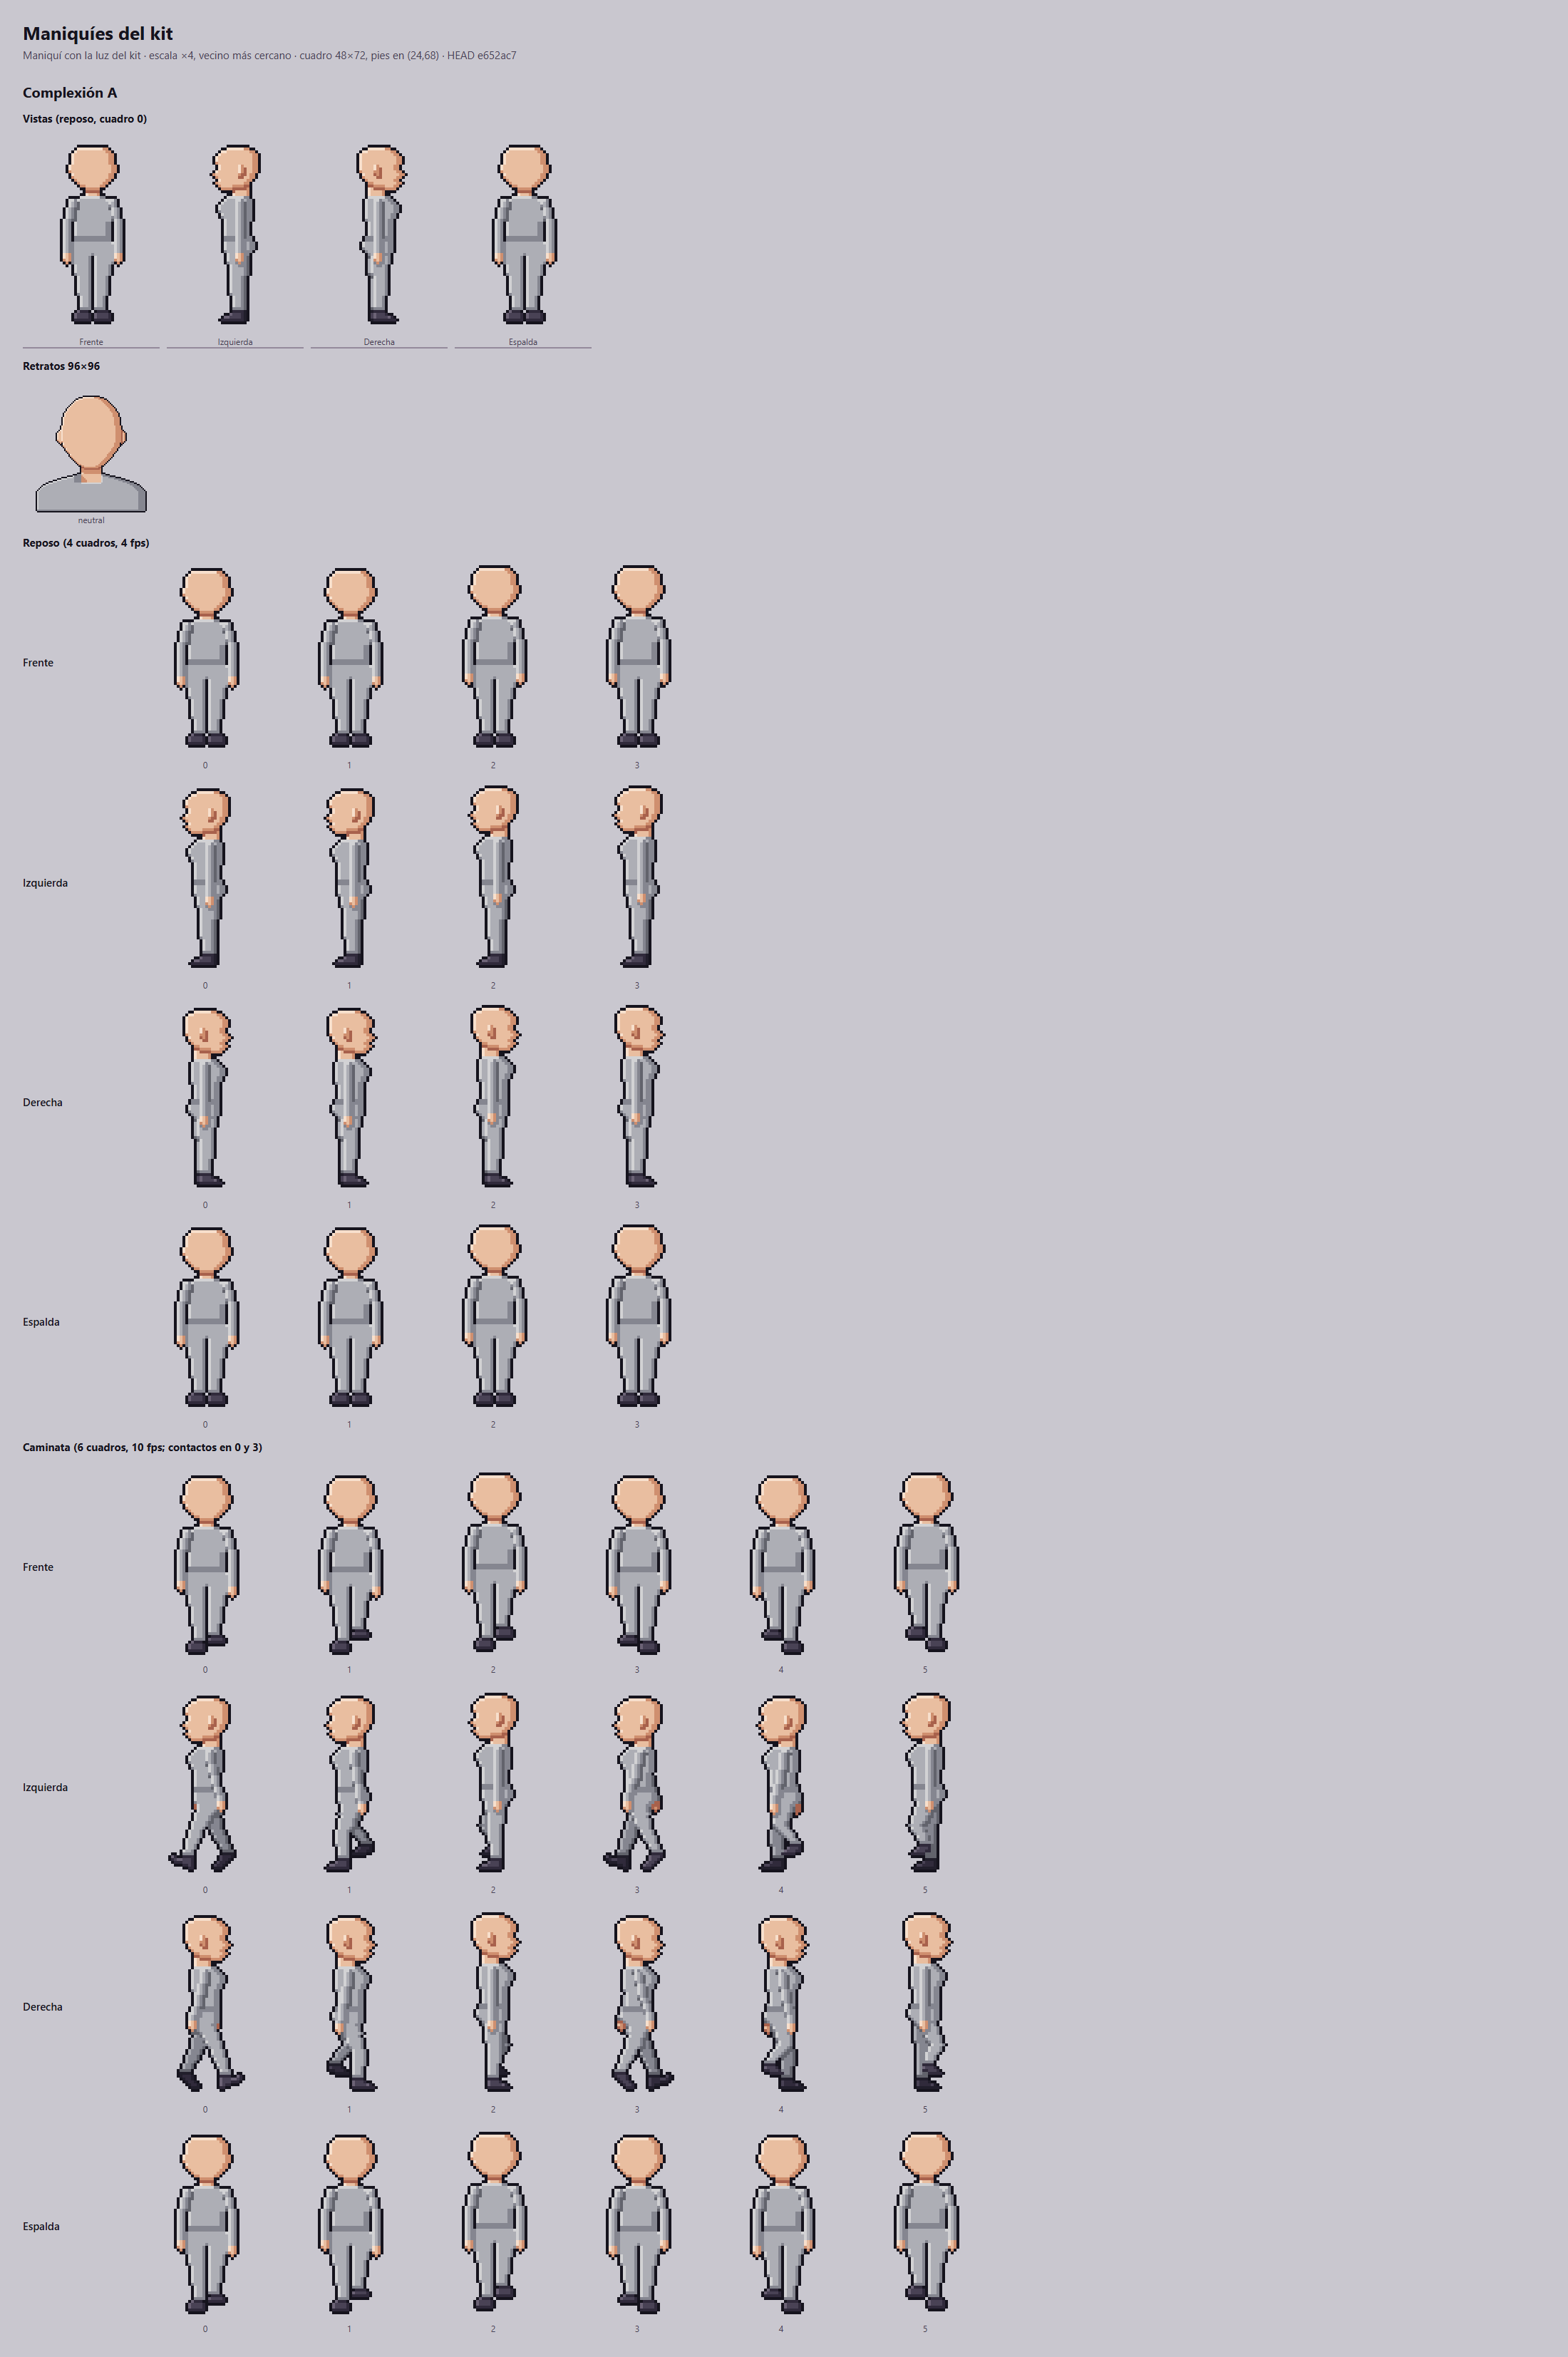 Maniquíes del kit
Maniquí con la luz del kit · escala ×4, vecino más cercano · cuadro 48×72, pies en (24,68) · HEAD e652ac7
Complexión A
Vistas (reposo, cuadro 0)
Frente Izquierda Derecha Espalda
Retratos 96×96
neutral
Reposo (4 cuadros, 4 fps)
Frente
0 1 2 3
Izquierda
0 1 2 3
Derecha
0 1 2 3
Espalda
0 1 2 3
Caminata (6 cuadros, 10 fps; contactos en 0 y 3)
Frente
0 1 2 3 4 5
Izquierda
0 1 2 3 4 5
Derecha
0 1 2 3 4 5
Espalda
0 1 2 3 4 5